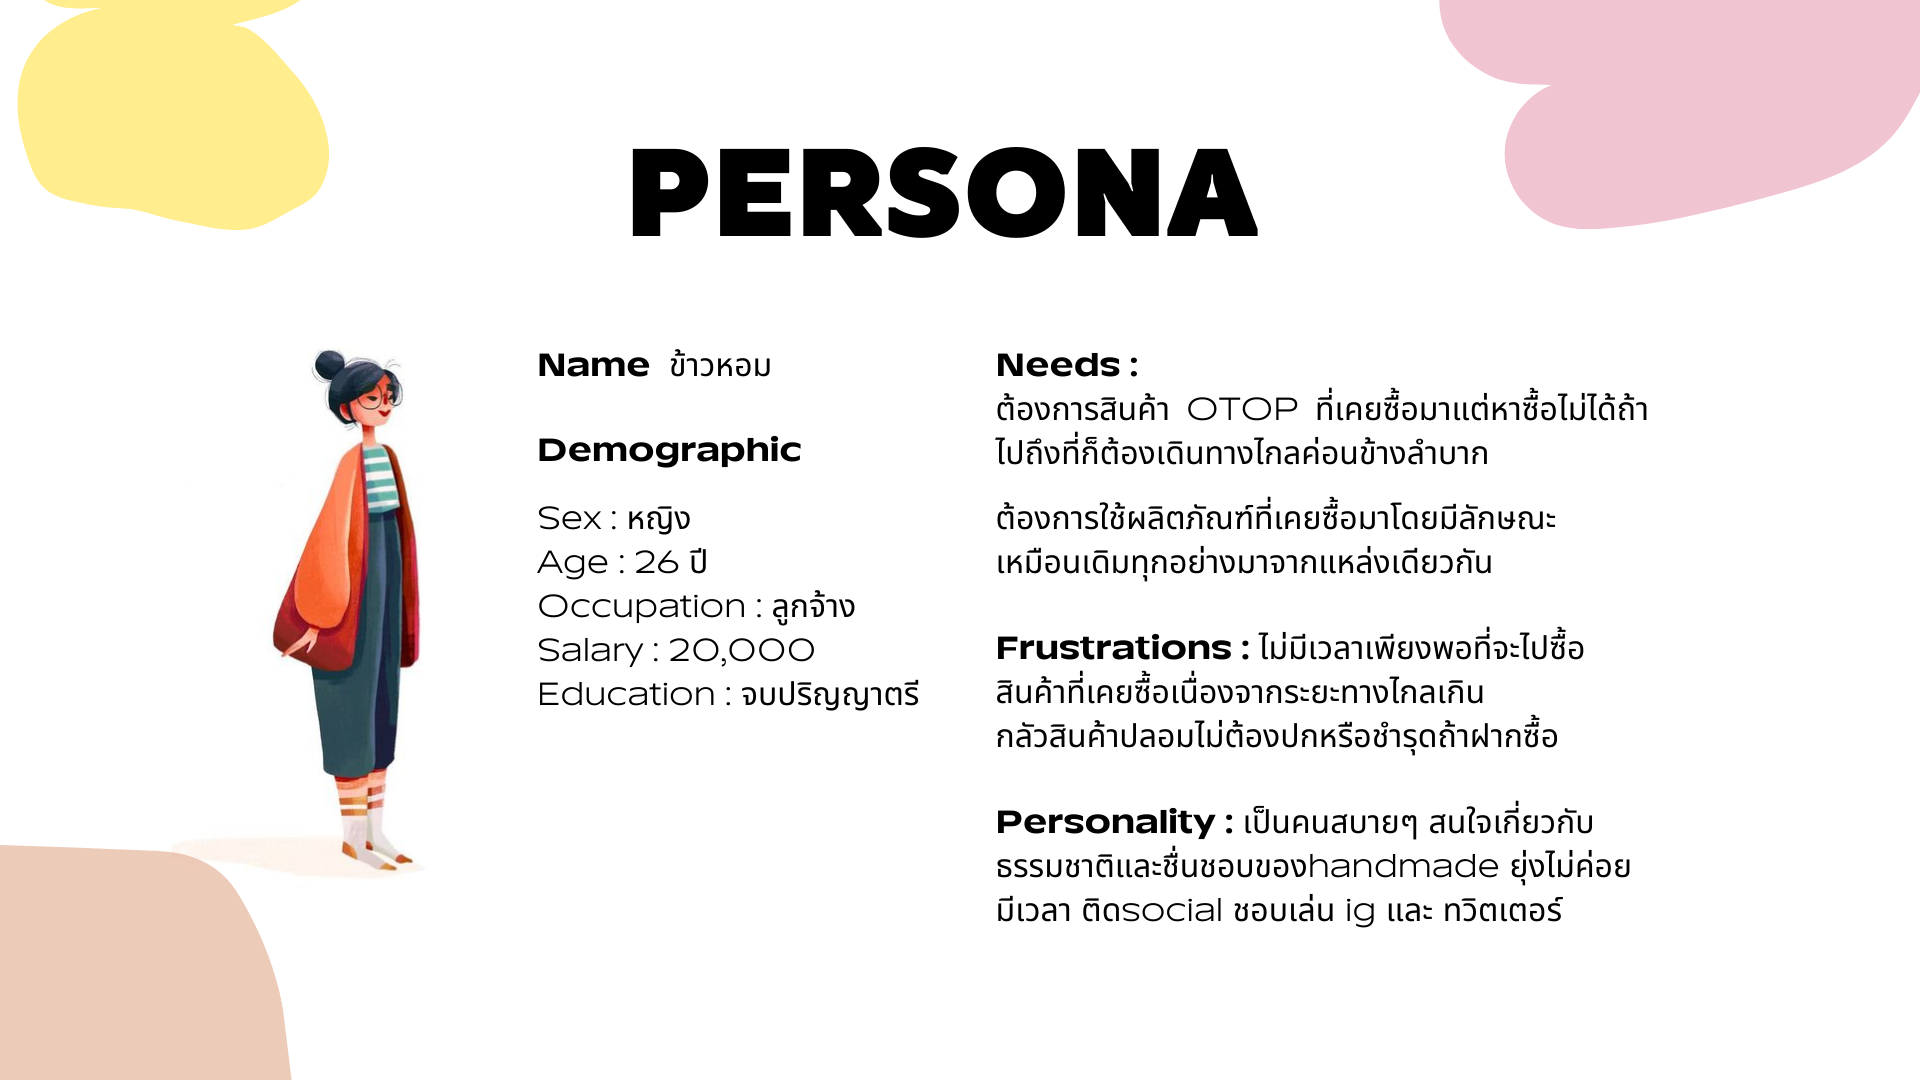 PERSONA
Name ข้าวหอม
Demographic
Sex : หญิง
Age : 26 ปี
Occupation : ลูกจ้าง
Salary : 20,000
Education : จบปริญญาตรี
Needs :
ต้องการสินค้า OTOP ที่เคยซื้อมาแต่หาซื้อไม่ได้ถ้า
ไปถึงที่ก็ต้องเดินทางไกลค่อนข้างลำบาก
ต้องการใช้ผลิตภัณฑ์ที่เคยซื้อมาโดยมีลักษณะ
เหมือนเดิมทุกอย่างมาจากแหล่งเดียวกัน
Frustrations : ไม่มีเวลาเพียงพอที่จะไปซื้อ
สินค้าที่เคยซื้อเนื่องจากระยะทางไกลเกิน
กลัวสินค้าปลอมไม่ต้องปกหรือชำรุดถ้าฝากซื้อ
Personality : เป็นคนสบายๆ สนใจเกี่ยวกับ
ธรรมชาติและชื่นชอบของhandmade ยุ่งไม่ค่อย
มีเวลา ติดsocial ชอบเล่น ig และ ทวิตเตอร์